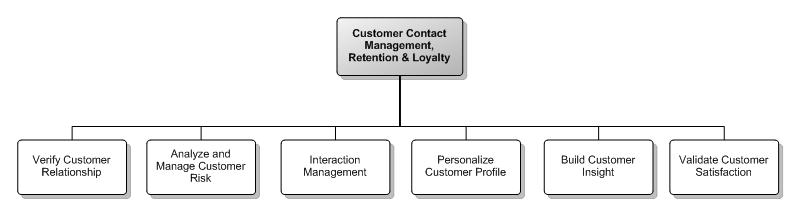 Customer Contact
Management,
Retention & Loyalty
Verify Customer
Relationship
Analyze and
Manage Customer
Risk
Interaction
Management
Personalize
Customer Profile
Build Customer
Insight
Validate Customer
Satisfaction